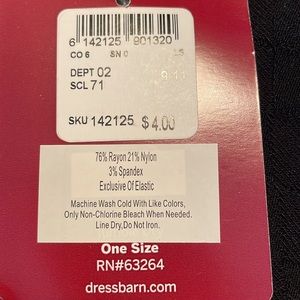 6 142125 901320
CO 6 SN 0
DEPT 02
SCL 71
SKU 142125 $4.00
76% Rayon 21% Nylon
3% Spandex
Exclusive Of Elastic
Machine Wash Cold With Like Colors,
Only Non-Chlorine Bleach When Needed.
Line Dry,Do Not Iron.
One Size
RN#63264
dressbarn.com